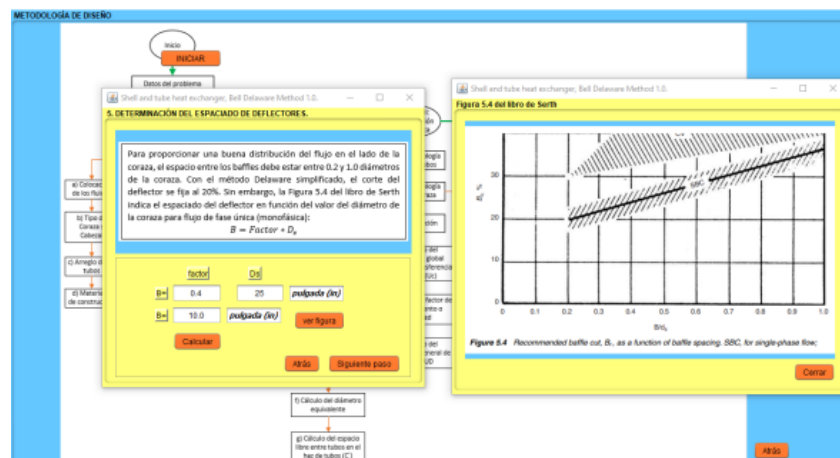 METODOLOGÍA DE DISEÑO
Inicio
INICIAR
Datos del problema
Shell and tube heat exchanger, Bell Delaware Method 1.0.
5. DETERMINACIÓN DEL ESPACIADO DE DEFLECTORES.
Para proporcionar una buena distribución del flujo en el lado de la
coraza, el espacio entre los baffles debe estar entre 0.2 y 1.0 diámetros
de la coraza. Con el método Delaware simplificado, el corte del
deflector se fija al 20%. Sin embargo, la Figura 5.4 del libro de Serth
indica el espaciado del deflector en función del valor del diámetro de
la coraza para flujo de fase única (monofásica):
B = Factor * Ds
factor
Ds
B=
0.4
25
pulgada (in)
B=
10.0
pulgada (in)
ver figura
Calcular
Atrás
Siguiente paso
a) Coloca
de los flu
b) Tipo d
Coraza
Cabeza
c) Arreglo d
tubos
d) Materia
de construc
f) Cálculo del diámetro
equivalente
g) Cálculo del espacio
libre entre tubos en el
haz de tubos (C')
Shell and tube heat exchanger, Bell Delaware Method 1.0.
Figura 5.4 del libro de Serth
30
20
10
0
SBC
0
0.1
0.2
0.3
0.4
0.5
0.6
0.7
0.8
0.9
1.0
Figure 5.4 Recommended baffle cut, Bc, as a function of baffle spacing. SBC, for single-phase flow;
Cerrar
Atrás